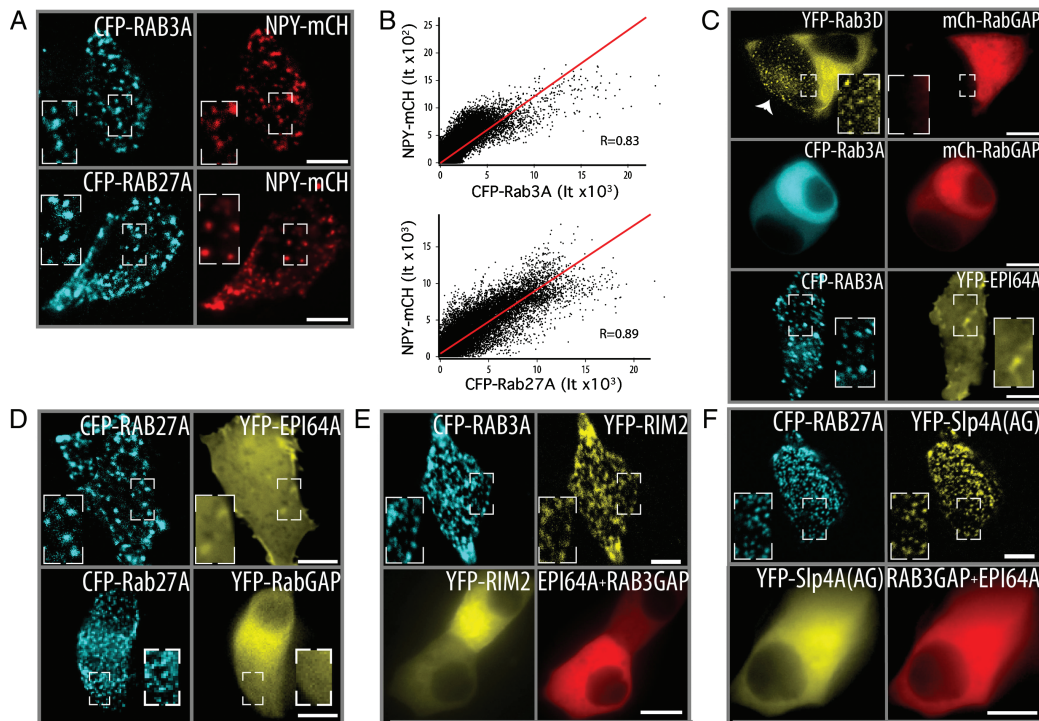 A
CFP-RAB3A
NPY-mCH
CFP-RAB27A
NPY-mCH
B
NPY-mCH (It x10²)
25
20
15
10
5
0
0 5 10 15 20
R=0.83
CFP-Rab3A (It x10³)
NPY-mCH (It x10³)
15
10
5
0
0 5 10 15 20
R=0.89
CFP-Rab27A (It x10³)
C
YFP-Rab3D
mCh-RabGAP
CFP-Rab3A
mCh-RabGAP
CFP-RAB3A
YFP-EPI64A
D
CFP-RAB27A
YFP-EPI64A
CFP-Rab27A
YFP-RabGAP
E
CFP-RAB3A
YFP-RIM2
YFP-RIM2
EPI64A+RAB3GAP
F
CFP-RAB27A
YFP-Slp4A(AG)
YFP-Slp4A(AG)
RAB3GAP+EPI64A